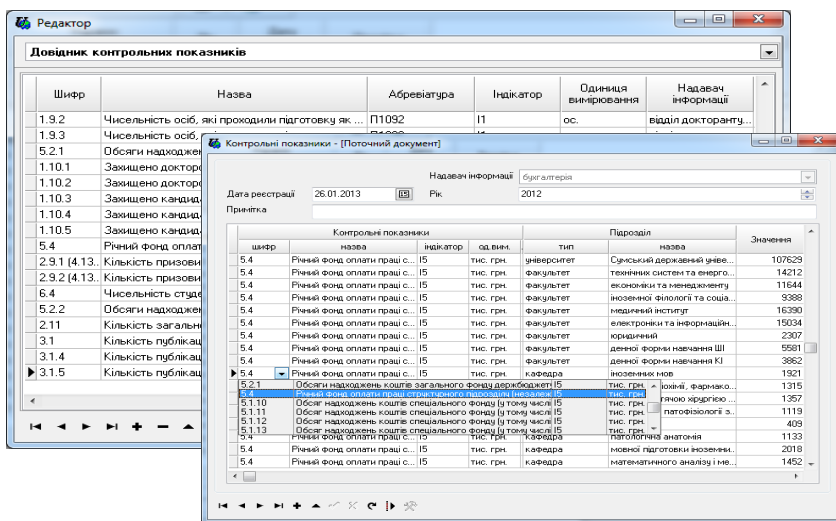 Редактор
Довідник контрольних показників
Шифр Назва Абревіатура Індікатор Одиниця вимірювання Надавач інформації
1.9.2 Чисельність осіб, які проходили підготовку як ... П1092 І1 ос. відділ докторанту...
1.9.3 Чисельність осіб,
5.2.1 Обсяги надходжен
1.10.1 Захищено докторс
1.10.2 Захищено докторс
1.10.3 Захищено кандид
1.10.4 Захищено кандид
1.10.5 Захищено кандид
5.4 Річний фонд оплат
2.9.1 (4.13.. Кількість призови
2.9.2 (4.13.. Кількість призови
6.4 Чисельність студе
5.2.2 Обсяги надходжен
2.11 Кількість загальн
3.1 Кількість публікац
3.1.4 Кількість публікац
3.1.5 Кількість публікац
Контрольні показники - [Поточний документ]
Надавач інформації бухгалтерія
Дата реєстрації 26.01.2013 Рік 2012
Примітка
Контрольні показники Підрозділ Значення
шифр назва індікатор од.вим. тип назва
5.4 Річний Фонд оплати праці с... І5 тис. грн. університет Сумський державний уніве... 107629
5.4 Річний Фонд оплати праці с... І5 тис. грн. факультет технічних систем та енерго... 14212
5.4 Річний Фонд оплати праці с... І5 тис. грн. факультет економіки та менеджменту 11644
5.4 Річний Фонд оплати праці с... І5 тис. грн. факультет іноземної філології та соціа... 9388
5.4 Річний Фонд оплати праці с... І5 тис. грн. факультет медичний інститут 16390
5.4 Річний Фонд оплати праці с... І5 тис. грн. факультет електроніки та інформаційн... 15034
5.4 Річний Фонд оплати праці с... І5 тис. грн. факультет юридичний 2307
5.4 Річний Фонд оплати праці с... І5 тис. грн. факультет денної форми навчання ШІ 5581
5.4 Річний Фонд оплати праці с... І5 тис. грн. факультет денної форми навчання КІ 3862
5.4 Річний Фонд оплати праці с... І5 тис. грн. кафедра іноземних мов 1921
5.2.1 Обсяги надходжень коштів загального фонду держбюджету І5 тис. грн. біохімії, фармако... 1315
5.4 Річний Фонд оплати праці структурного підрозділу (незалеж І5 тис. грн.
5.1.10 Обсяг надходжень коштів спеціального фонду (у тому числі І5 тис. грн. хірургією ... 1357
5.1.11 Обсяг надходжень коштів спеціального фонду (у тому числі І5 тис. грн. патофізіології з.. 1119
5.1.12 Обсяг надходжень коштів спеціального фонду (у тому числі І5 тис. грн. 409
5.1.13 Обсяг надходжень коштів спеціального фонду (у тому числі І5 тис. грн.
5.4 Річний Фонд оплати праці с... І5 тис. грн. кафедра патологічна анатомія 1133
5.4 Річний Фонд оплати праці с... І5 тис. грн. кафедра мовної підготовки іноземни.. 2018
5.4 Річний Фонд оплати праці с... І5 тис. грн. кафедра математичного аналізу і ме... 1452